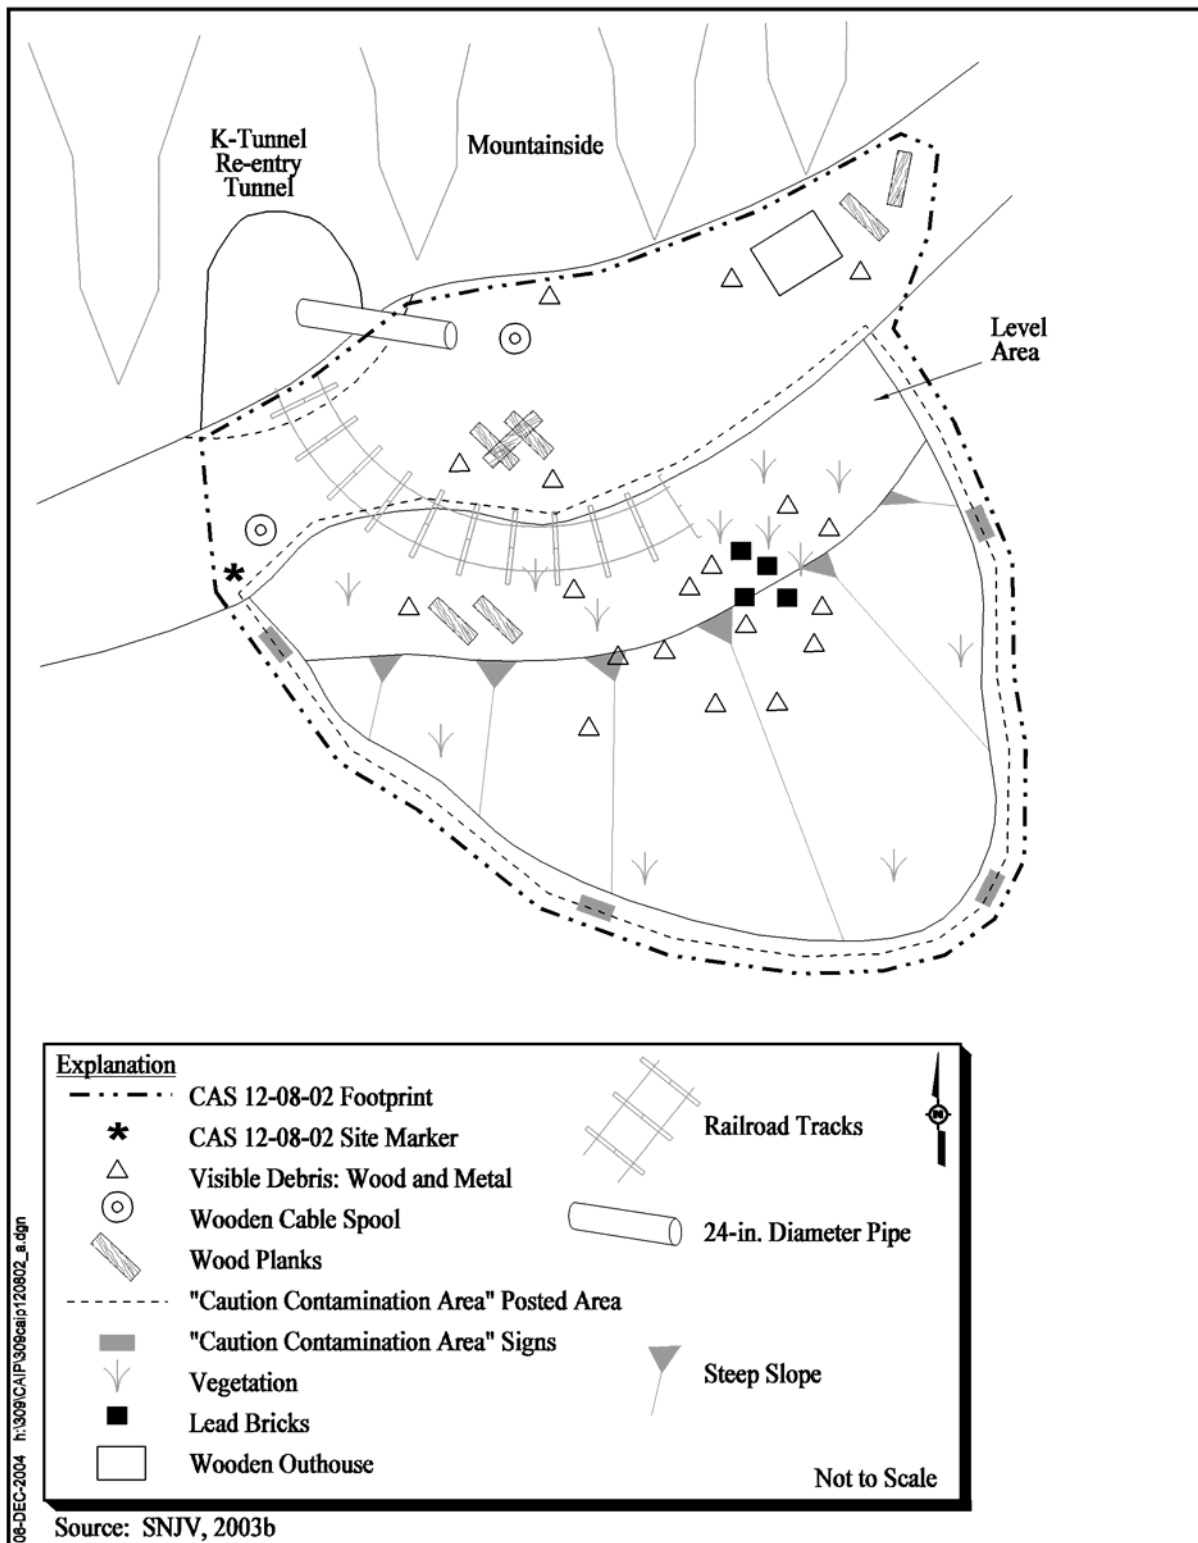 K-Tunnel
Re-entry
Tunnel
Mountainside
Level
Area
Explanation
CAS 12-08-02 Footprint
CAS 12-08-02 Site Marker
Visible Debris: Wood and Metal
Wooden Cable Spool
Wood Planks
"Caution Contamination Area" Posted Area
"Caution Contamination Area" Signs
Vegetation
Lead Bricks
Wooden Outhouse
Railroad Tracks
24-in. Diameter Pipe
Steep Slope
N
Not to Scale
Source: SNJV, 2003b
08-DEC-2004 h:\309\CAIP\309caip120802_a.dgn